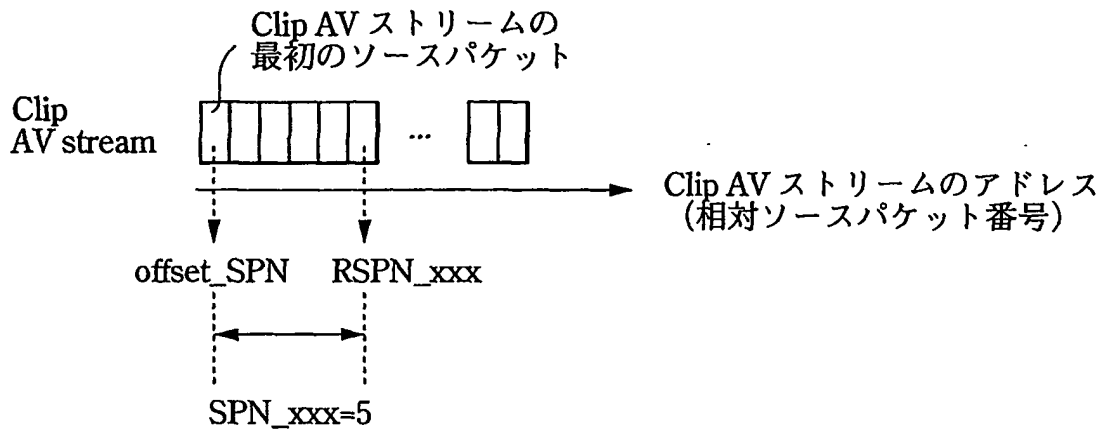 Clip AV ストリームの
最初のソースパケット
Clip
AV stream
...
Clip AV ストリームのアドレス
(相対ソースパケット番号)
offset_SPN RSPN_xxx
SPN_xxx=5